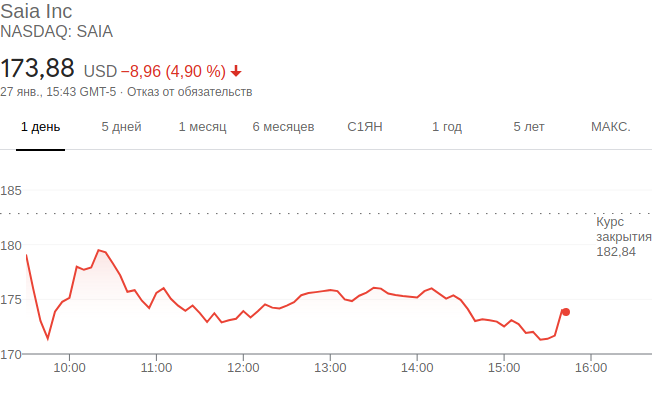 Saia Inc
NASDAQ: SAIA
173,88 USD −8,96 (4,90 %)
27 янв., 15:43 GMT-5 · Отказ от обязательств
1 день 5 дней 1 месяц 6 месяцев С1ЯН 1 год 5 лет МАКС.
185
Курс
закрытия
182,84
180
175
170
10:00 11:00 12:00 13:00 14:00 15:00 16:00